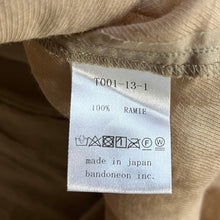 T001-13-1
100% RAMIE
made in japan
bandoneon inc.